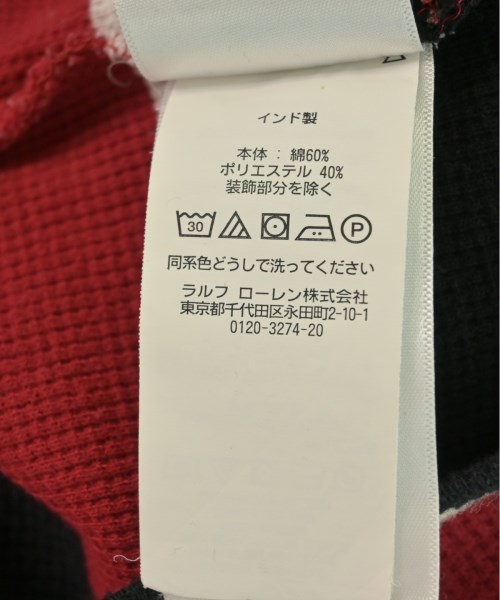 インド製
本体 : 綿60%
ポリエステル 40%
装飾部分を除く
30 P
同系色どうしで洗ってください
ラルフ ローレン株式会社
東京都千代田区永田町2-10-1
0120-3274-20